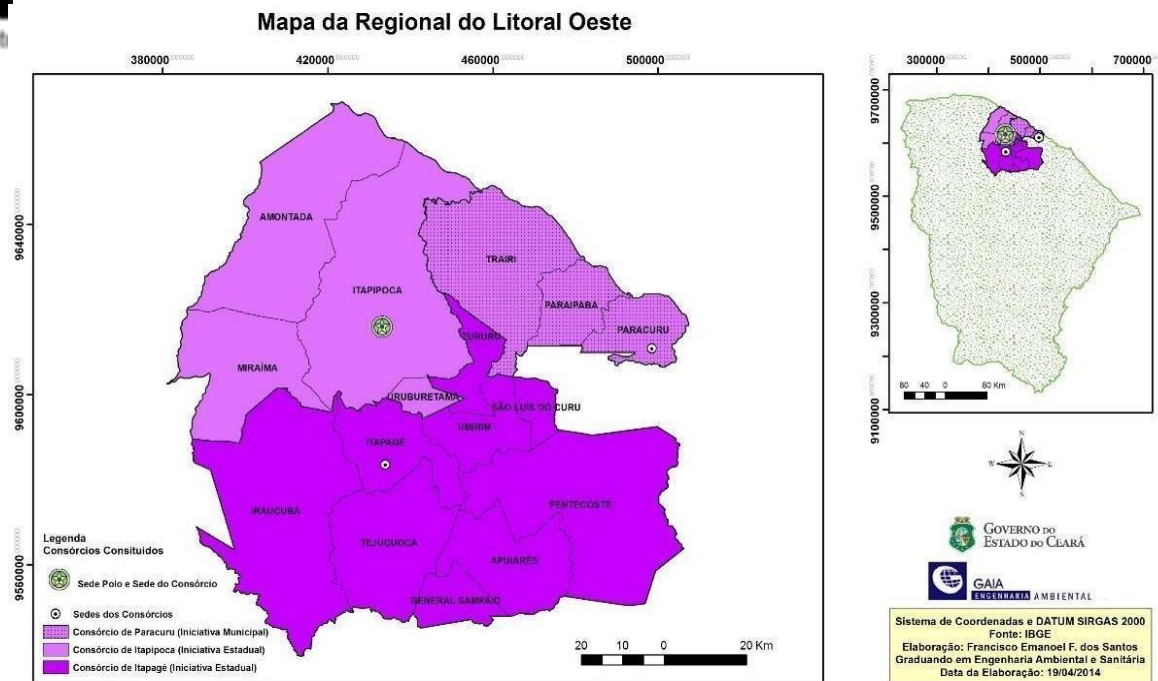 Mapa da Regional do Litoral Oeste
380000
420000
460000
500000
9640000
9600000
9560000
AMONTADA
ITAPIPOCA
TRAIRI
PARAIPABA
PARACURU
MIRAÍMA
TURURU
URUBURETAMA
SÃO LUÍS DO CURU
UMIRIM
ITAPAGÉ
IRAUCUBA
PENTECOSTE
TEJUÇUOCA
APUIARÉS
GENERAL SAMPAIO
Legenda
Consórcios Consituidos
Sede Polo e Sede do Consórcio
Sedes dos Consórcios
Consórcio de Paracuru (Iniciativa Municipal)
Consórcio de Itapipoca (Iniciativa Estadual)
Consórcio de Itapagé (Iniciativa Estadual)
20 10 0 20 Km
300000
500000
700000
9700000
9500000
9300000
9100000
80 40 0 80 Km
N
W E
S
GOVERNO DO
ESTADO DO CEARÁ
GAIA
ENGENHARIA AMBIENTAL
Sistema de Coordenadas e DATUM SIRGAS 2000
Fonte: IBGE
Elaboração: Francisco Emanoel F. dos Santos
Graduando em Engenharia Ambiental e Sanitária
Data da Elaboração: 19/04/2014